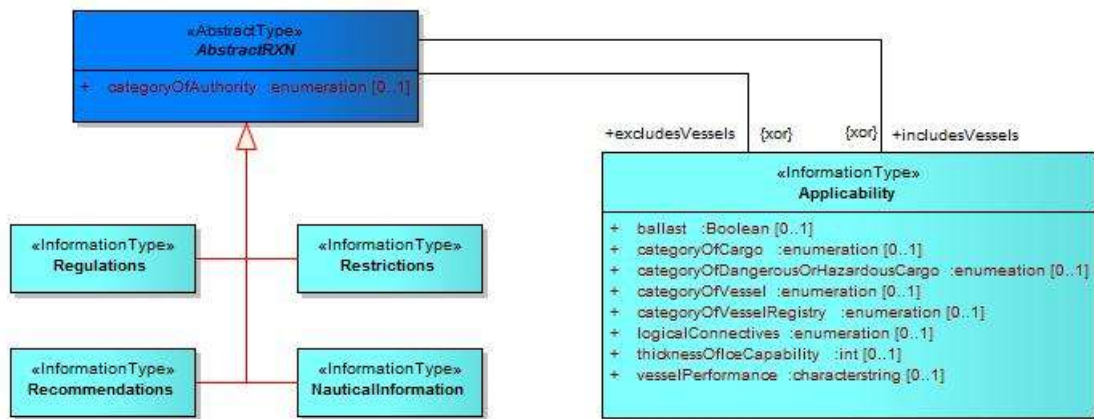 «AbstractType»
AbstractRXN
+ categoryOfAuthority :enumeration [0..1]
+excludesVessels {xor} {xor} +includesVessels
«InformationType»
Applicability
+ ballast :Boolean [0..1]
+ categoryOfCargo :enumeration [0..1]
+ categoryOfDangerousOrHazardousCargo :enumeation [0..1]
+ categoryOfVessel :enumeration [0..1]
+ categoryOfVesselRegistry :enumeration [0..1]
+ logicalConnectives :enumeration [0..1]
+ thicknessOfIceCapability :int [0..1]
+ vesselPerformance :characterstring [0..1]
«InformationType»
Regulations
«InformationType»
Restrictions
«InformationType»
Recommendations
«InformationType»
NauticalInformation